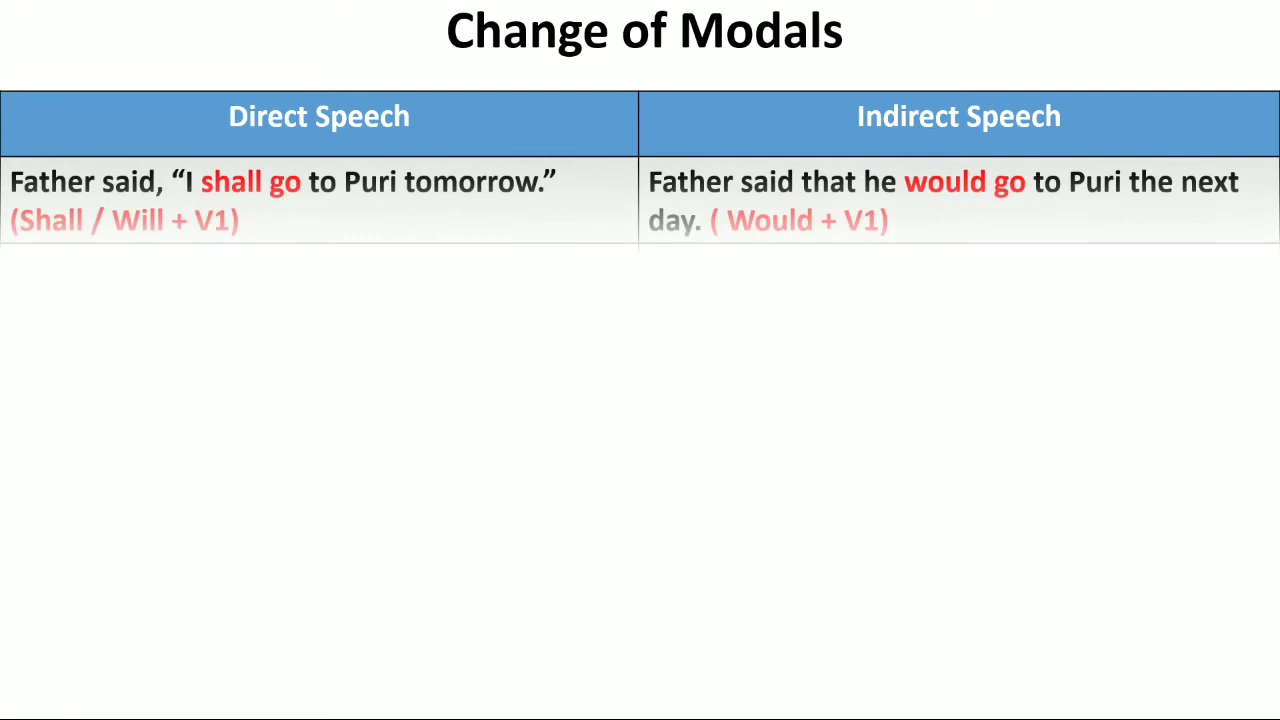 Change of Modals
Direct Speech
Indirect Speech
Father said, “I shall go to Puri tomorrow.”
(Shall / Will + V1)
Father said that he would go to Puri the next
day. ( Would + V1)